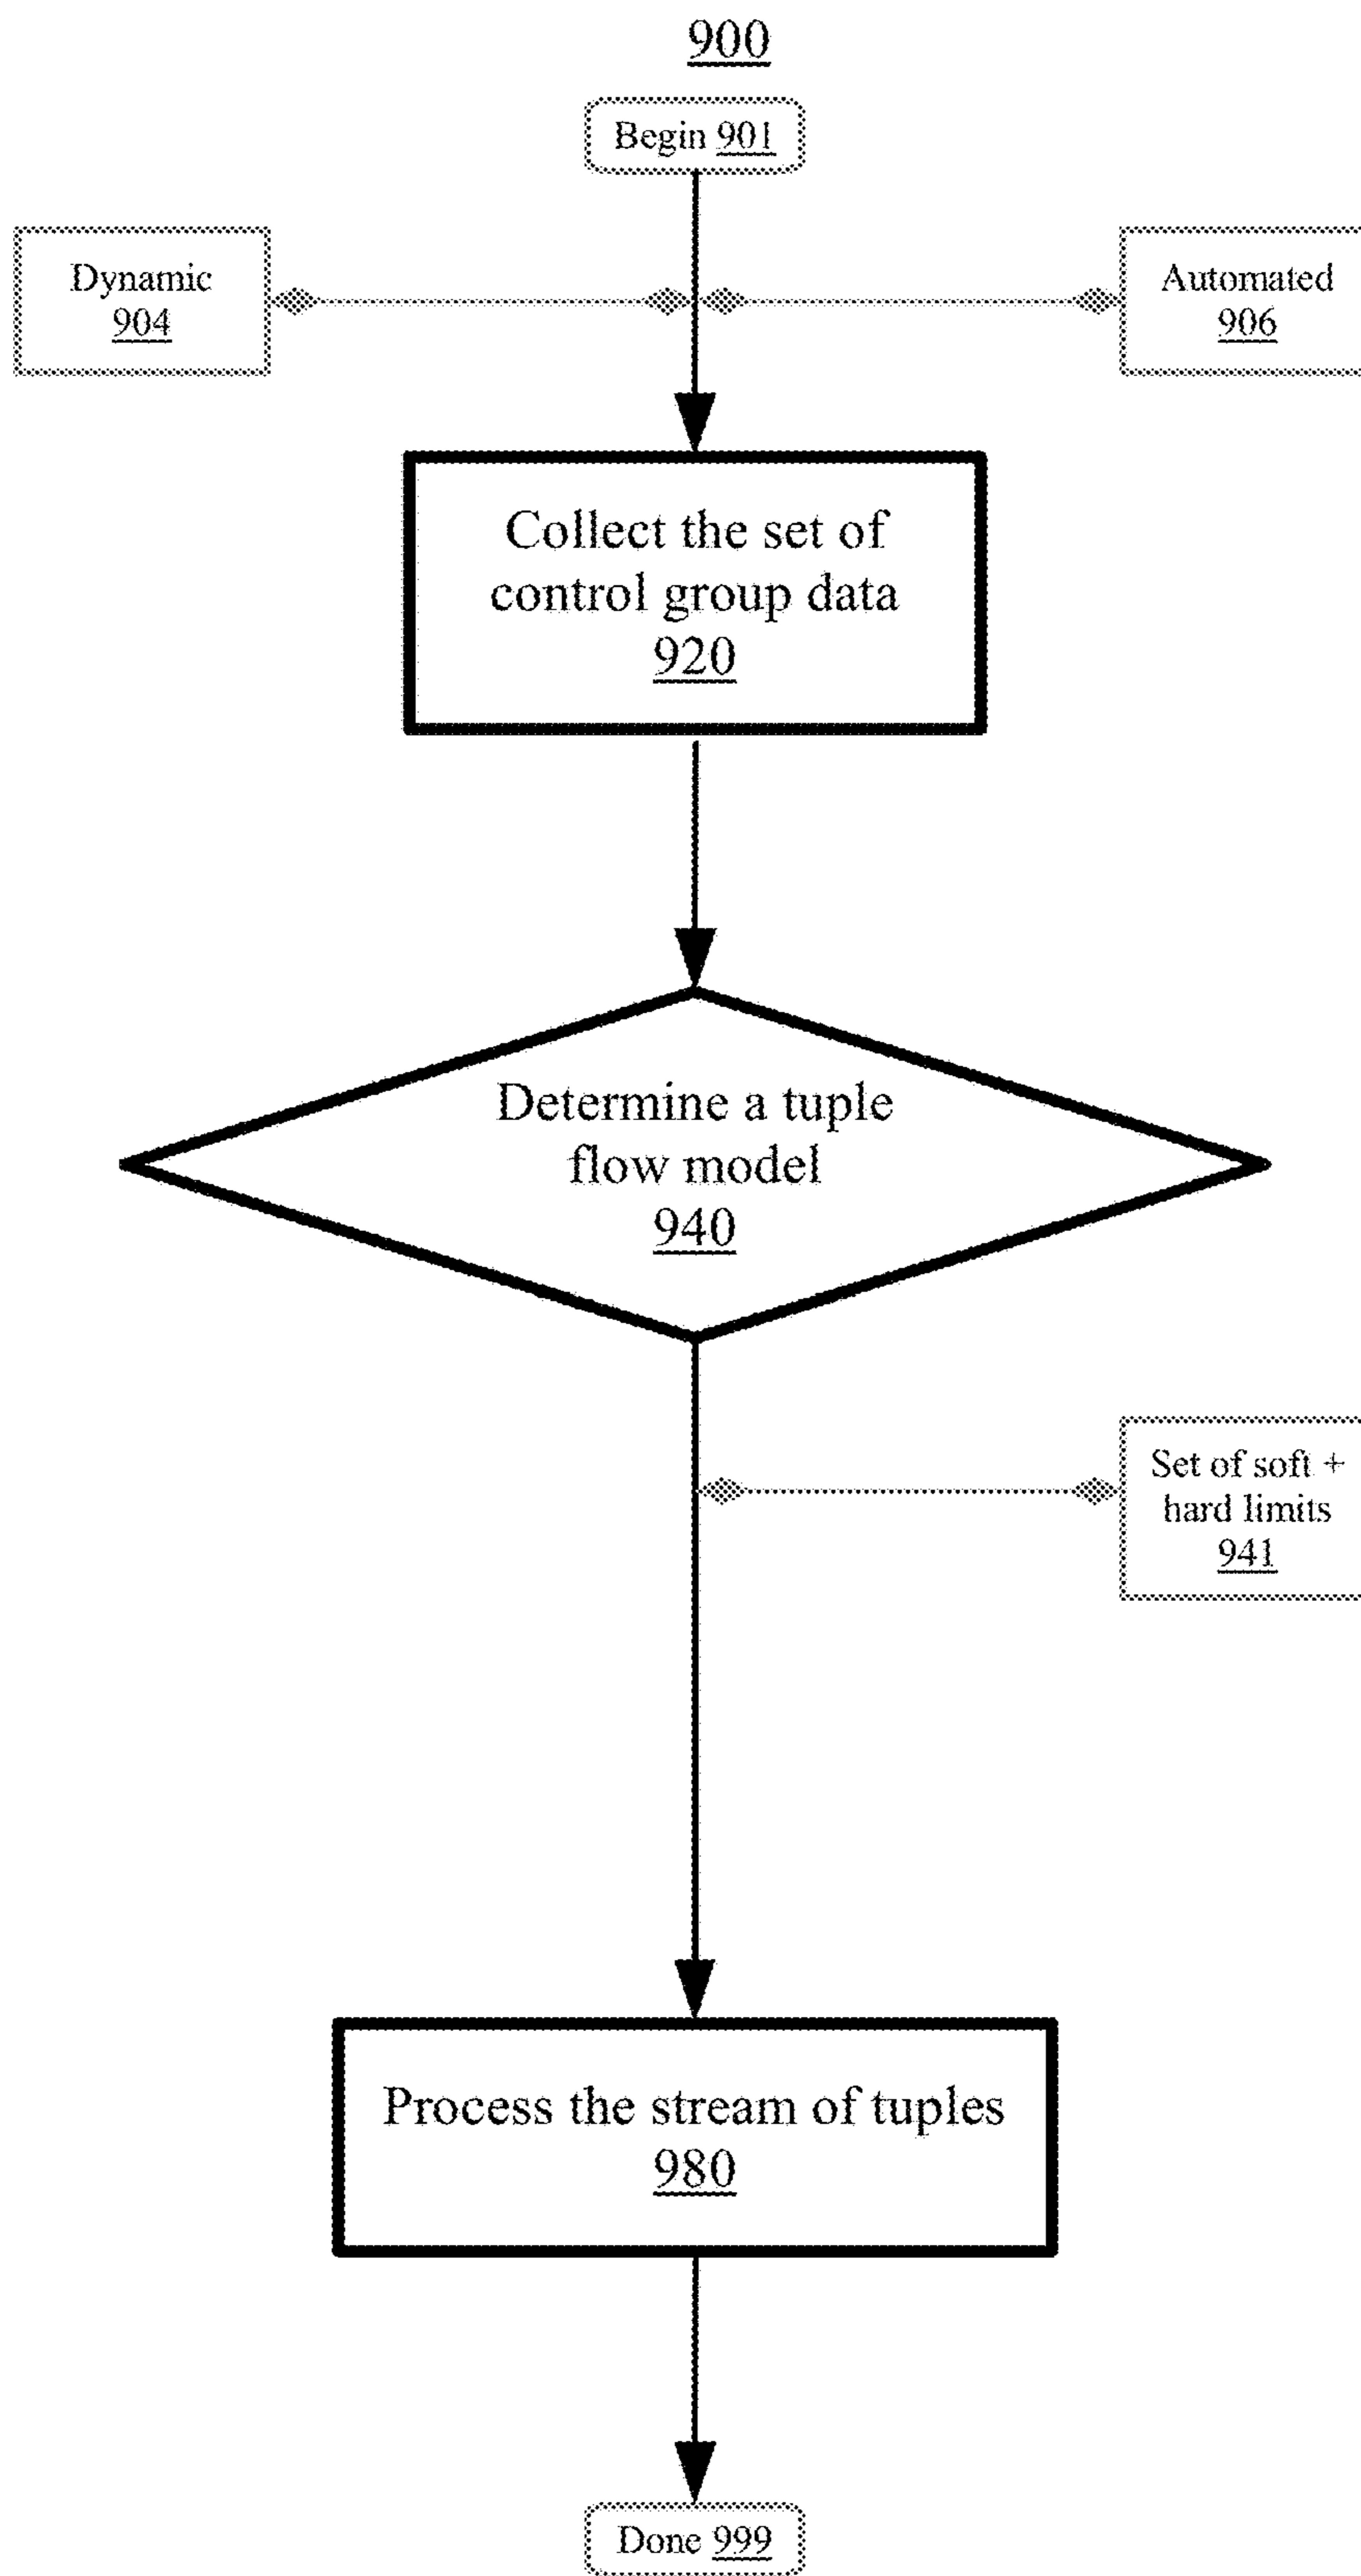 900
Begin 901
Dynamic
904
Automated
906
Collect the set of
control group data
920
Determine a tuple
flow model
940
Set of soft +
hard limits
941
Process the stream of tuples
980
Done 999